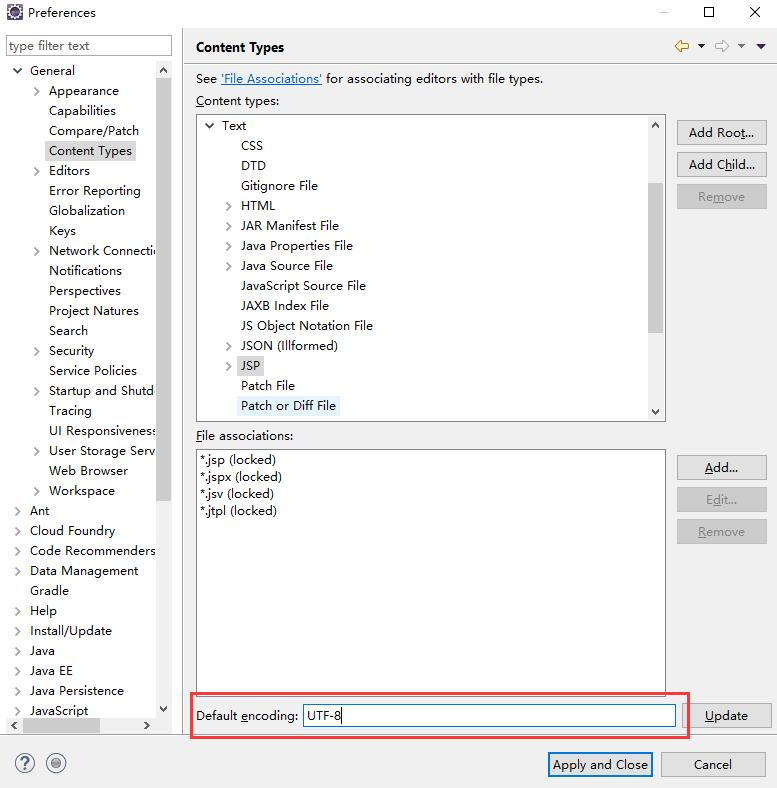 Preferences
type filter text
General
Appearance
Capabilities
Compare/Patch
Content Types
Editors
Error Reporting
Globalization
Keys
Network Connectio
Notifications
Perspectives
Project Natures
Search
Security
Service Policies
Startup and Shutd
Tracing
UI Responsiveness
User Storage Serv
Web Browser
Workspace
Ant
Cloud Foundry
Code Recommenders
Data Management
Gradle
Help
Install/Update
Java
Java EE
Java Persistence
JavaScript
Content Types
See 'File Associations' for associating editors with file types.
Content types:
Text
CSS
DTD
Gitignore File
HTML
JAR Manifest File
Java Properties File
Java Source File
JavaScript Source File
JAXB Index File
JS Object Notation File
JSON (Illformed)
JSP
Patch File
Patch or Diff File
Add Root...
Add Child...
Remove
File associations:
*.jsp (locked)
*.jspx (locked)
*.jsv (locked)
*.jtpl (locked)
Add...
Edit...
Remove
Default encoding: UTF-8
Update
Apply and Close
Cancel